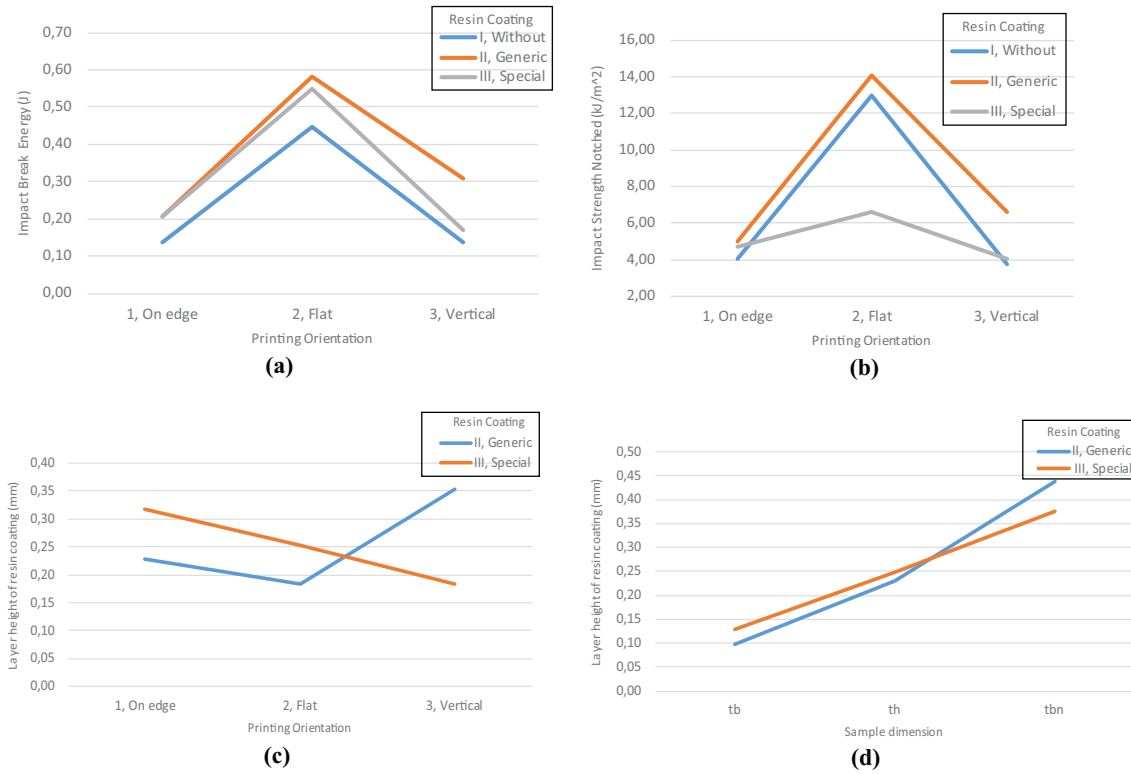 Resin Coating
I, Without
II, Generic
III, Special
0,70
0,60
0,50
0,40
0,30
0,20
0,10
0,00
Impact Break Energy (J)
1, On edge 2, Flat 3, Vertical
Printing Orientation
(a)
Resin Coating
I, Without
II, Generic
III, Special
16,00
14,00
12,00
10,00
8,00
6,00
4,00
2,00
Impact Strength Notched (kJ/m^2)
1, On edge 2, Flat 3, Vertical
Printing Orientation
(b)
Resin Coating
II, Generic
III, Special
0,40
0,35
0,30
0,25
0,20
0,15
0,10
0,05
0,00
Layer height of resin coating (mm)
1, On edge 2, Flat 3, Vertical
Printing Orientation
(c)
Resin Coating
II, Generic
III, Special
0,50
0,45
0,40
0,35
0,30
0,25
0,20
0,15
0,10
0,05
0,00
Layer height of resin coating (mm)
tb th tbn
Sample dimension
(d)